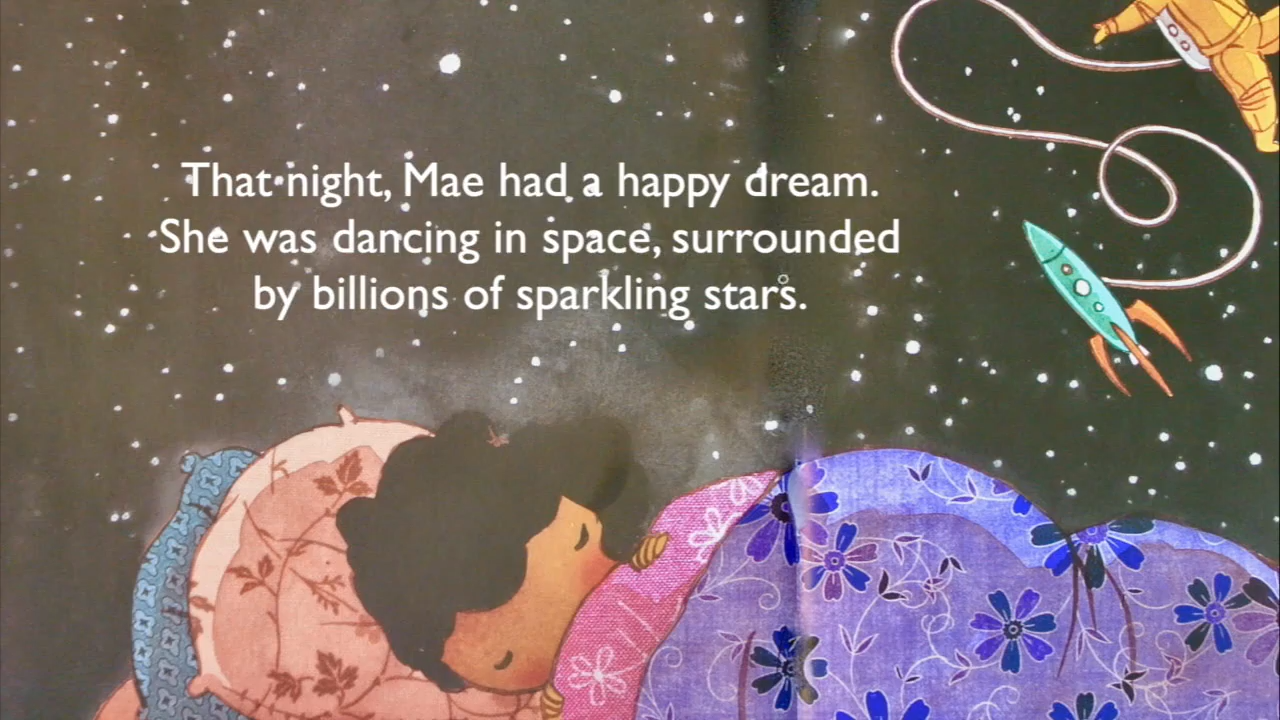 That night, Mae had a happy dream.
She was dancing in space, surrounded
by billions of sparkling stars.